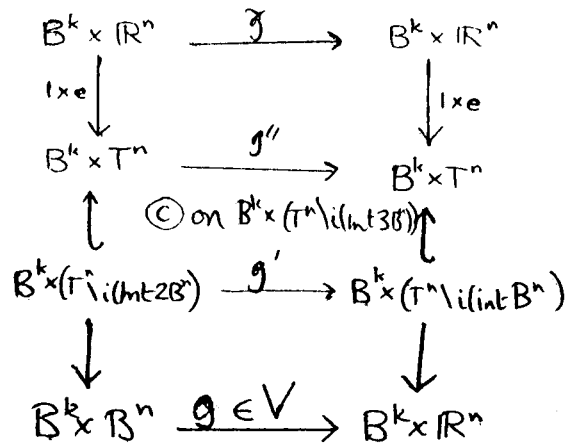 B^k × ℝ^n g̃ B^k × ℝ^n
1×e 1×e
B^k × T^n g″ B^k × T^n
Ⓒ on B^k × (T^n \ i(Int 3B^n))
B^k × (T^n \ i(Int 2B^n) g′ B^k × (T^n \ i(int B^n)
B^k × B^n g ∈ V B^k × ℝ^n